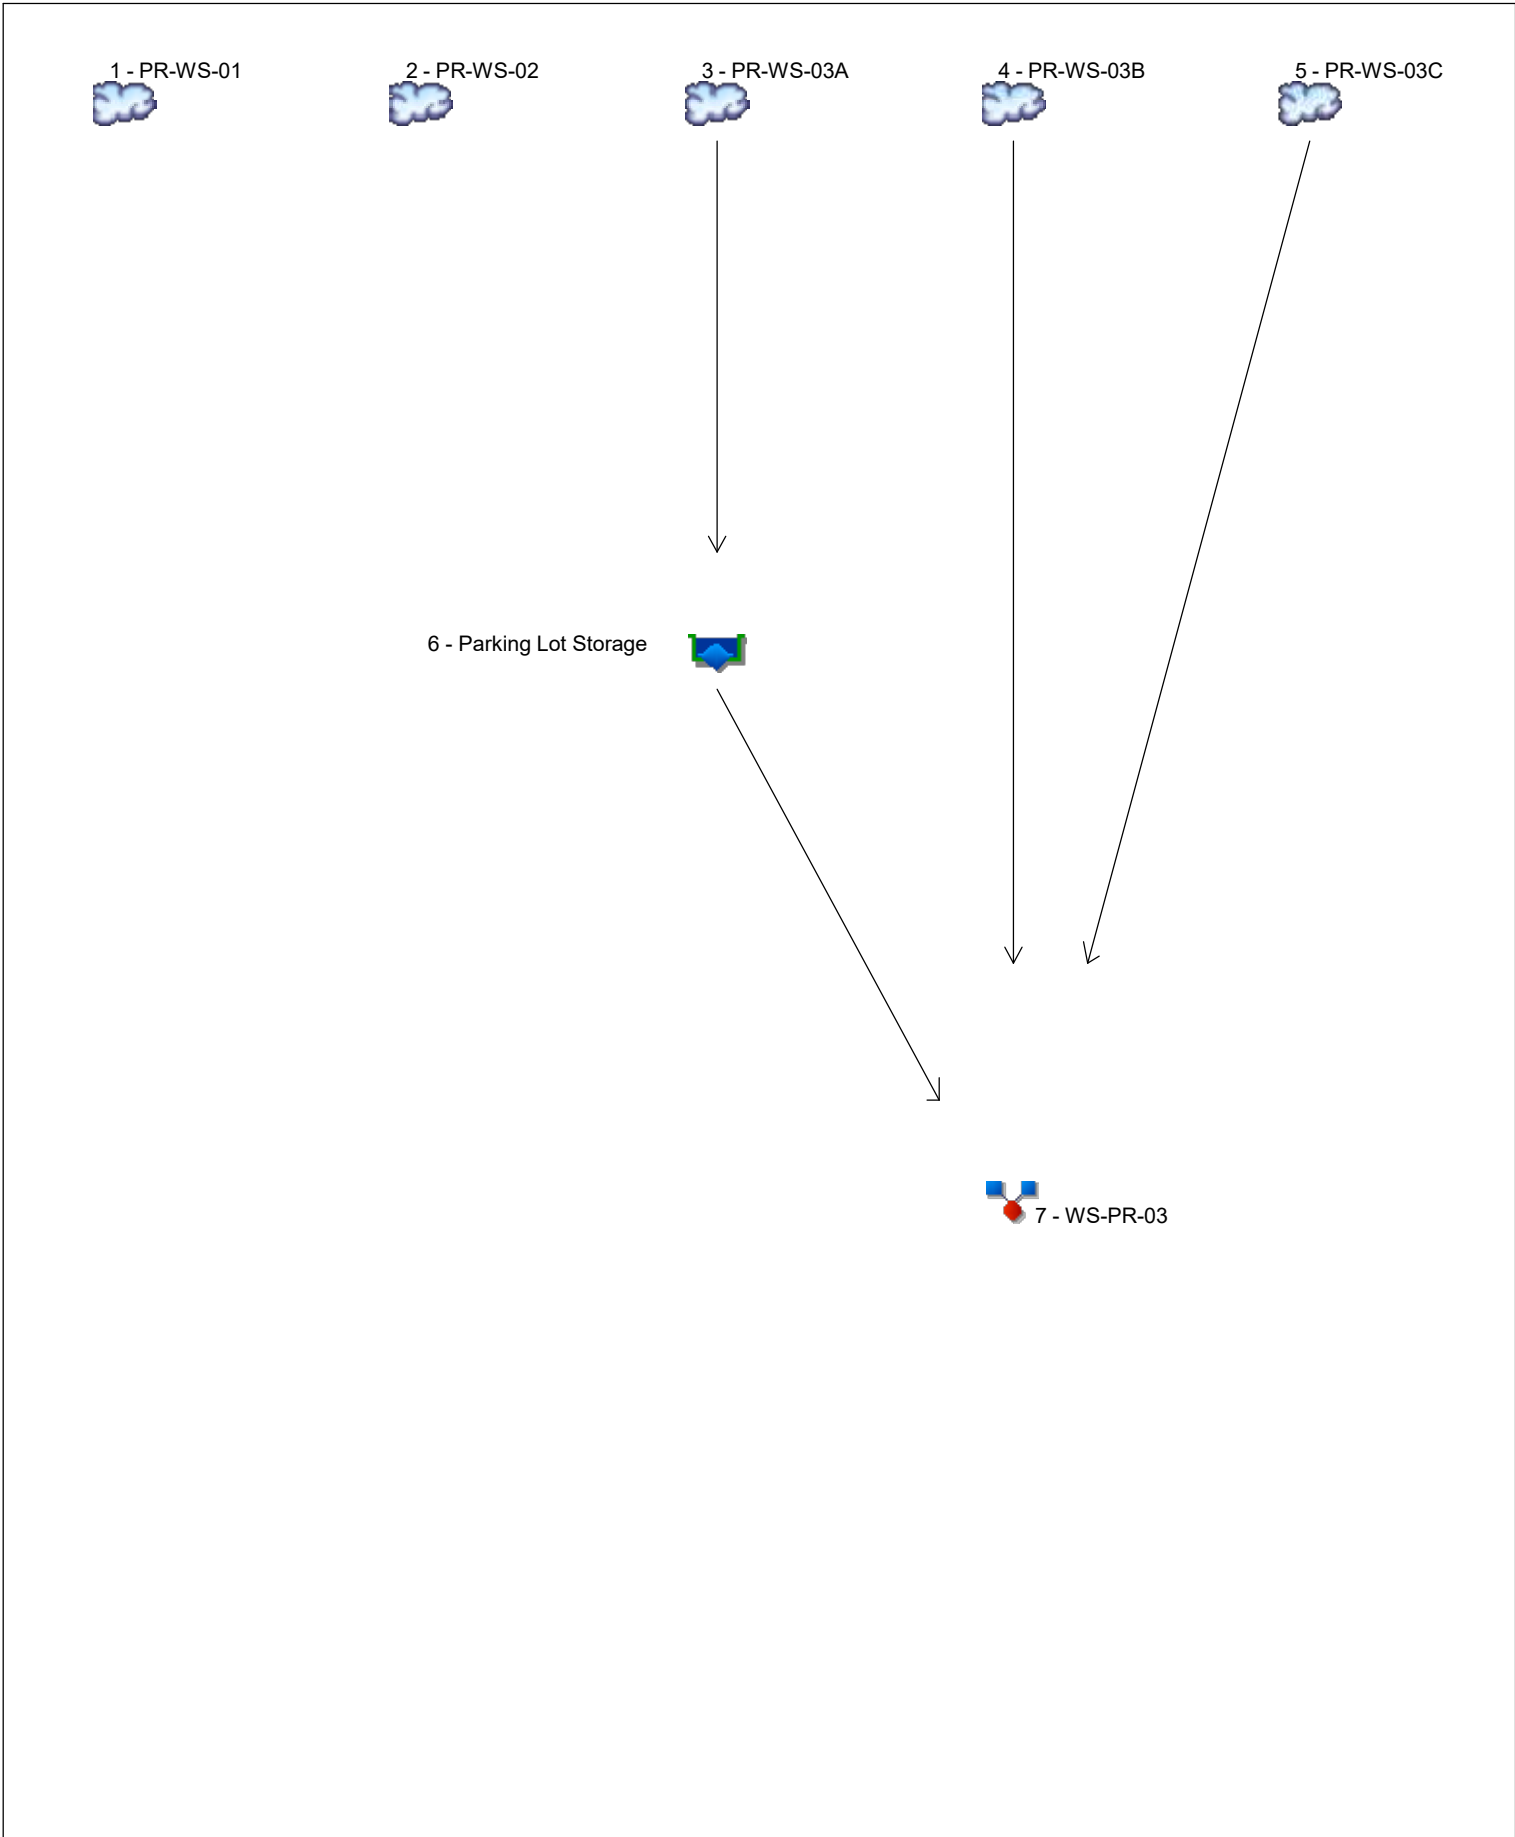 1 - PR-WS-01
2 - PR-WS-02
3 - PR-WS-03A
4 - PR-WS-03B
5 - PR-WS-03C
6 - Parking Lot Storage
7 - WS-PR-03